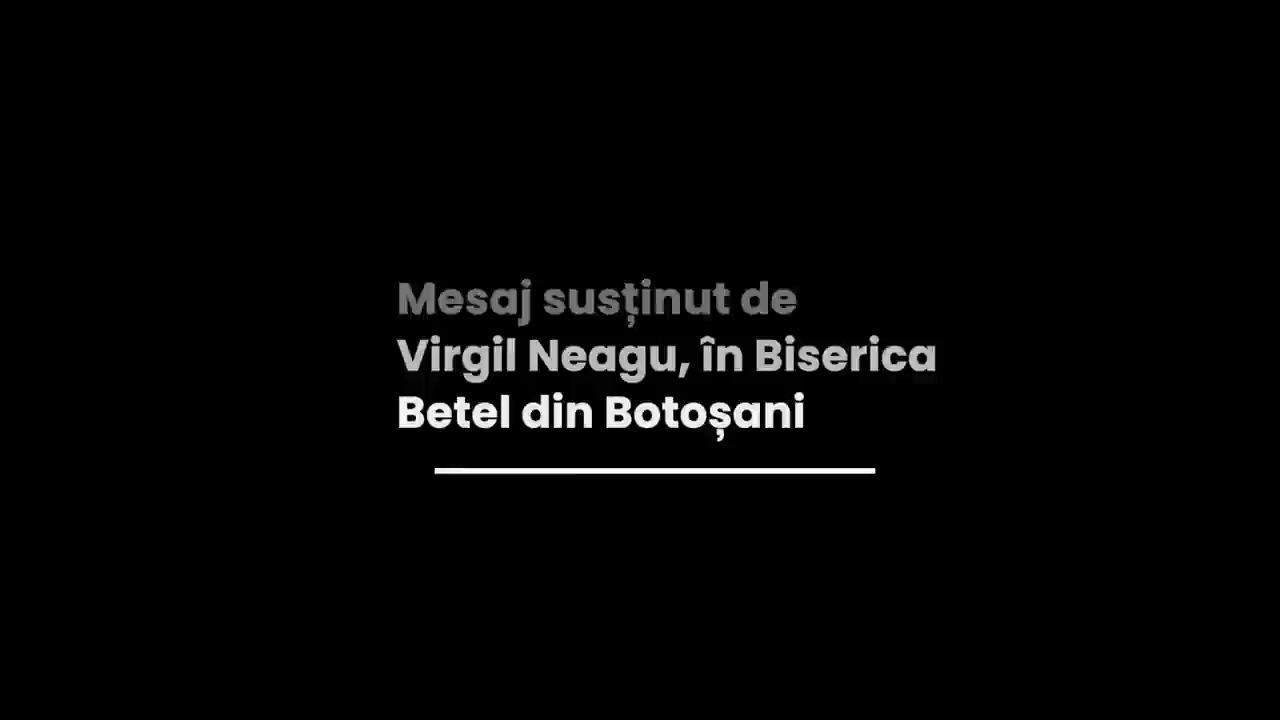 Mesaj susținut de
Virgil Neagu, în Biserica
Betel din Botoșani